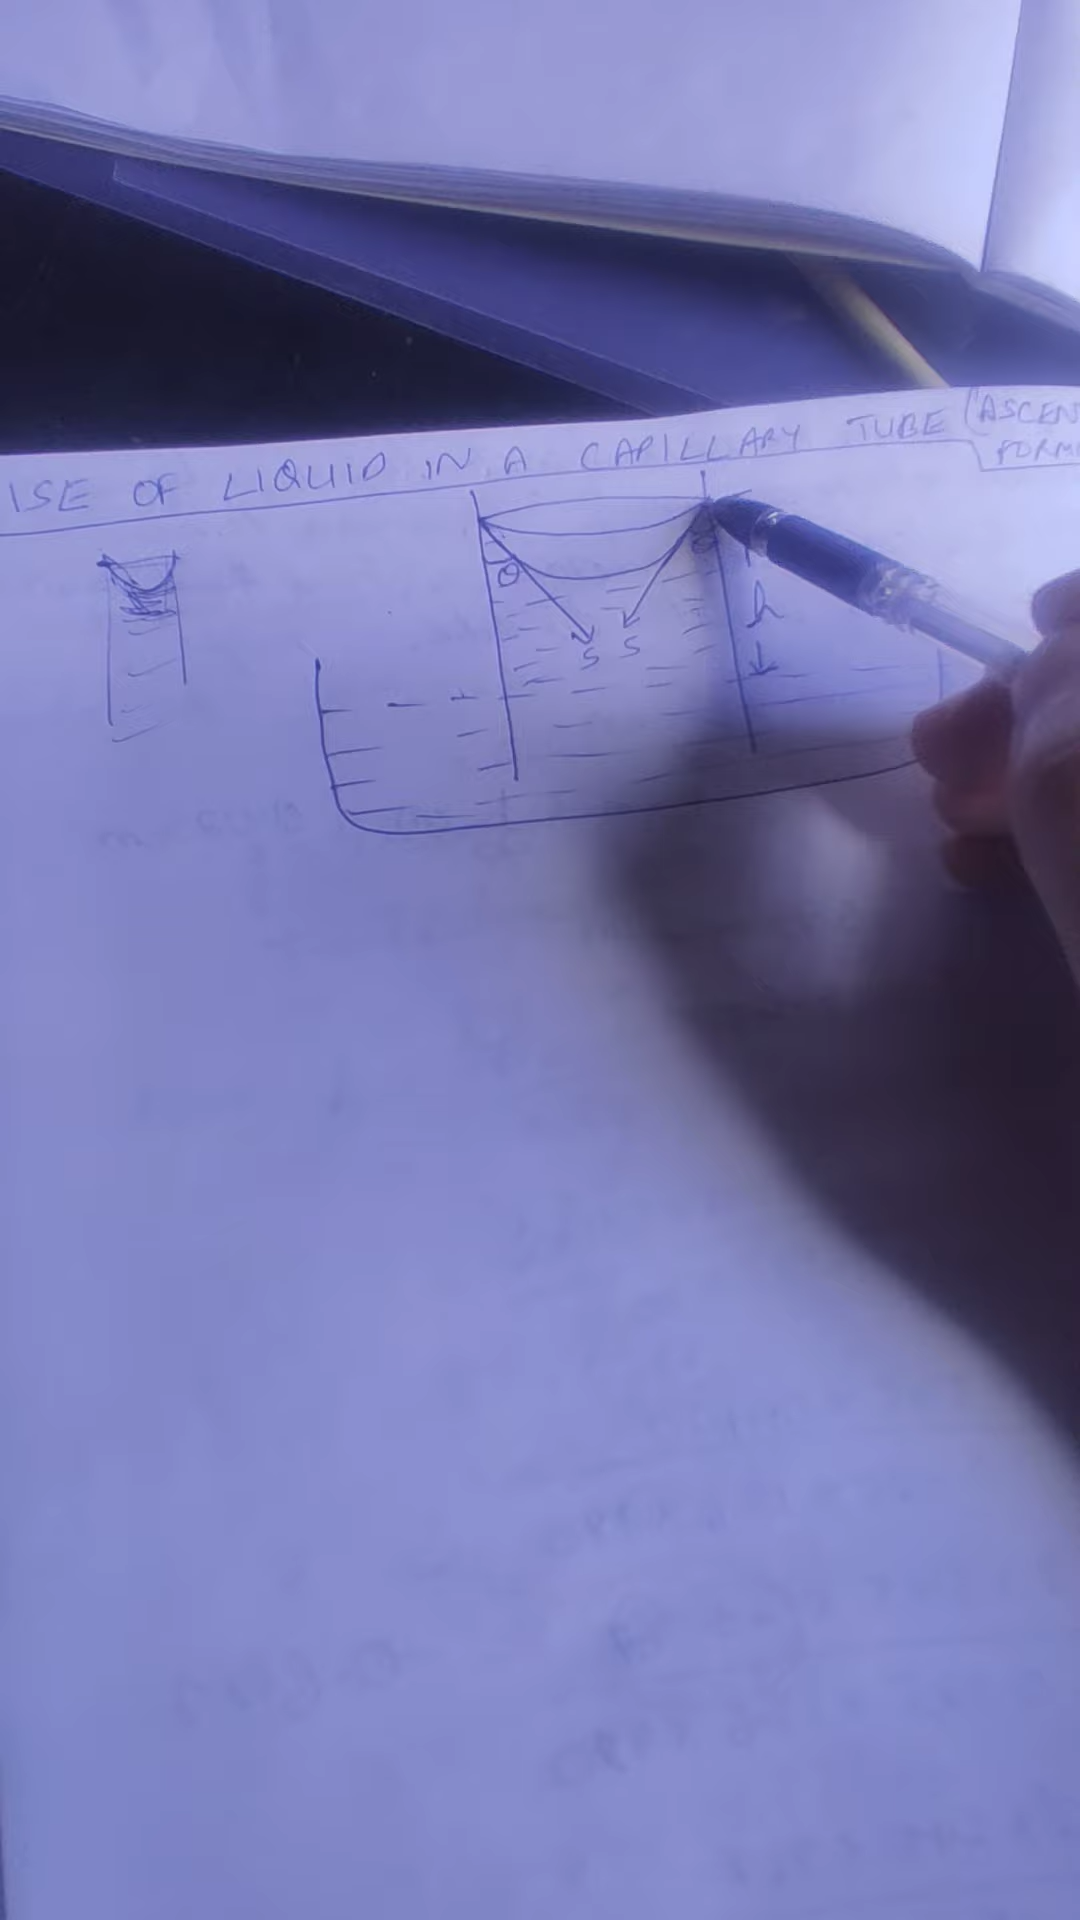 ISE OF LIQUID IN A CAPILLARY TUBE (ASCEN
FORM
θ
θ
h
S S